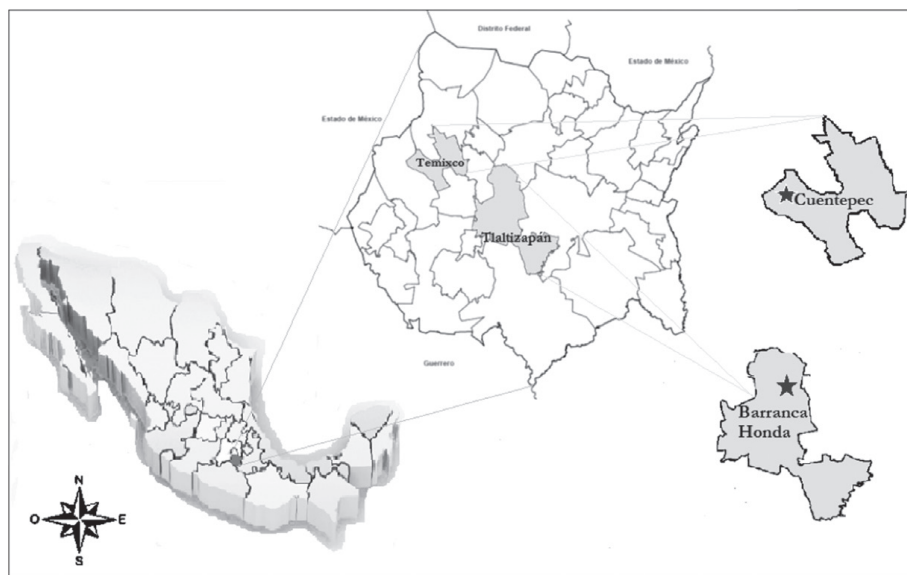 Distrito Federal
Estado de México
Estado de México
Temixco
Cuentepec
Tlaltizapán
Guerrero
Barranca
Honda
N
O
E
S